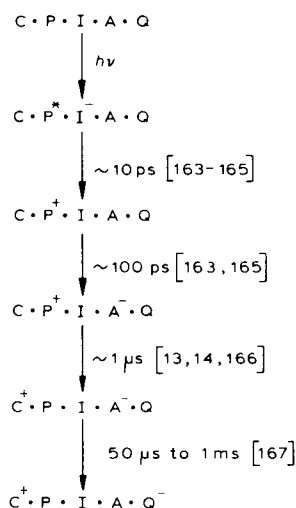 C · P · I · A · Q
hν
C · P* · I⁻ · A · Q
~10 ps [163-165]
C · P⁺ · I · A · Q
~100 ps [163, 165]
C · P⁺ · I · A⁻ · Q
~1 μs [13, 14, 166]
C⁺ · P · I · A⁻ · Q
50 μs to 1 ms [167]
C⁺ · P · I · A · Q⁻